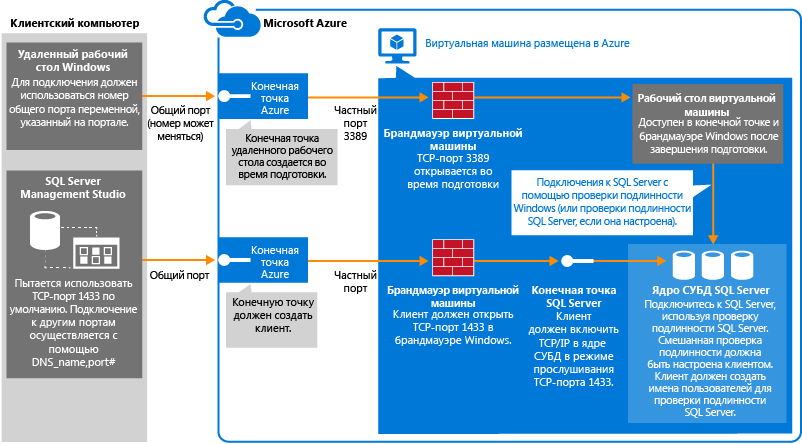 Клиентский компьютер
Удаленный рабочий
стол Windows
Для подключения должен
использоваться номер
общего порта переменной,
указанный на портале.
SQL Server
Management Studio
Пытается использовать
TCP-порт 1433 по
умолчанию. Подключение
к другим портам
осуществляется с
помощью
DNS_name,port#
Общий порт
(номер может
меняться)
Общий порт
Microsoft Azure
Конечная
точка
Azure
Конечная точка
удаленного рабочего
стола создается во
время подготовки.
Конечная
точка
Azure
Конечную точку
должен создать
клиент.
Частный
порт
3389
Частный
порт
Виртуальная машина размещена в Azure
Брандмауэр виртуальной
машины
TCP-порт 3389
открывается во
время подготовки
Рабочий стол виртуальной
машины
Доступен в конечной точке и
брандмауэре Windows после
завершения подготовки.
Подключения к SQL Server с
помощью проверки подлинности
Windows (или проверки подлинности
SQL Server, если она настроена).
Брандмауэр виртуальной
машины
Клиент должен открыть
TCP-порт 1433 в
брандмауэре Windows.
Конечная точка
SQL Server
Клиент
должен включить
TCP/IP в ядре
СУБД в режиме
прослушивания
TCP-порта 1433.
Ядро СУБД SQL Server
Подключитесь к SQL Server,
используя проверку
подлинности SQL Server.
Смешанная проверка
подлинности должна
быть настроена клиентом.
Клиент должен создать
имена пользователей для
проверки подлинности
SQL Server.